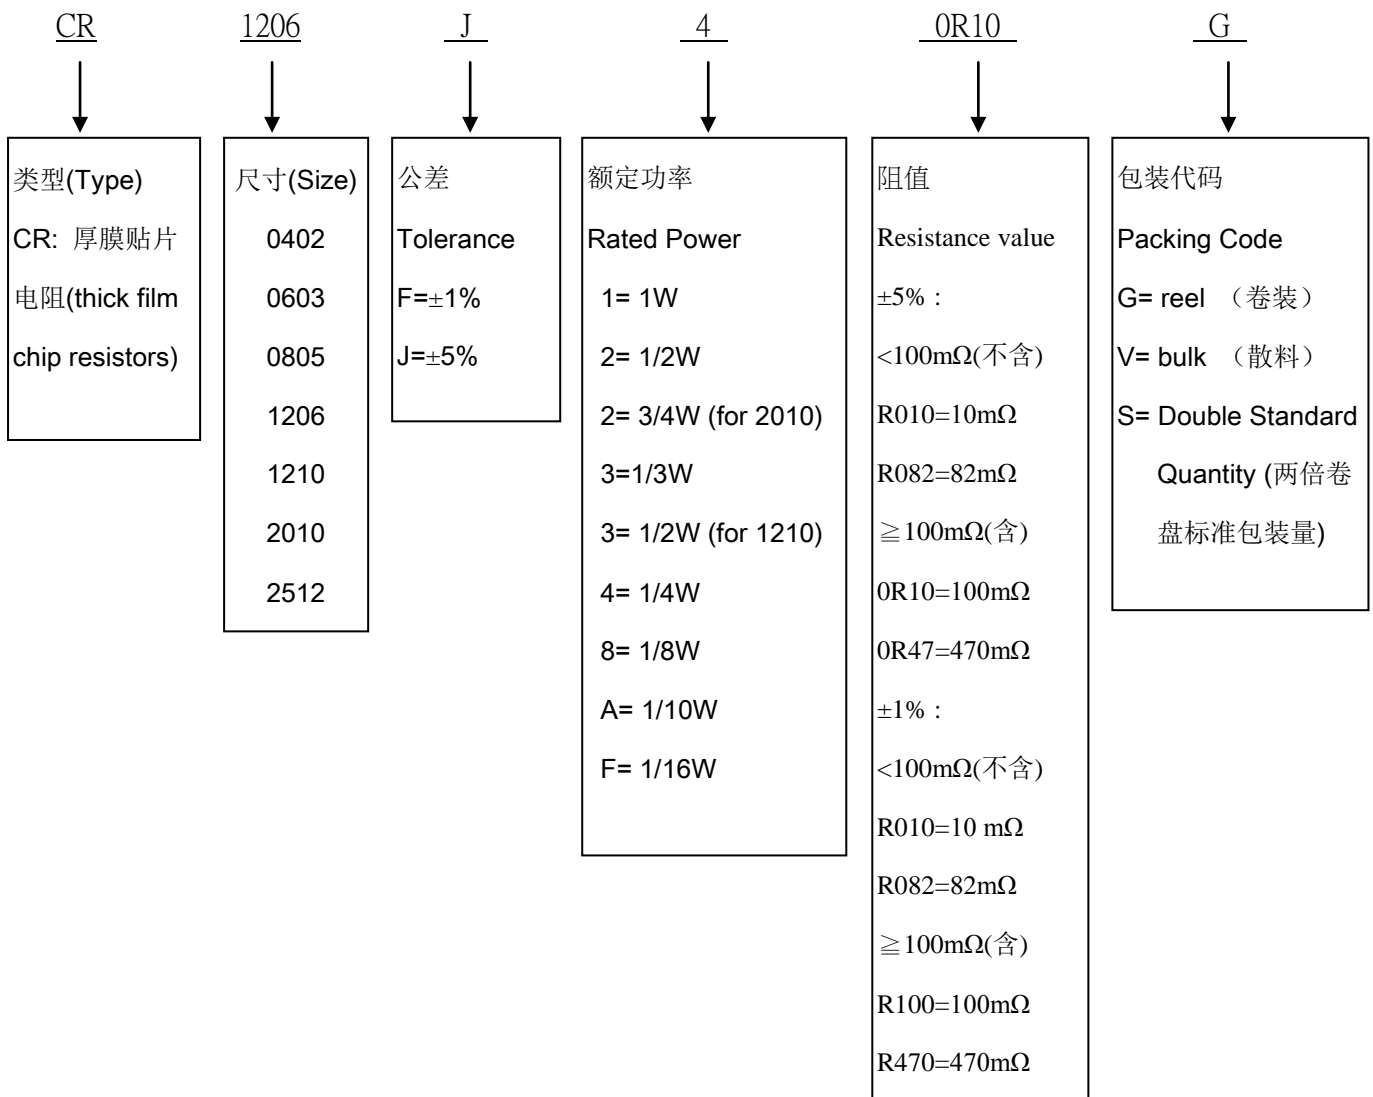 CR 1206 J 4 0R10 G
类型(Type)
CR: 厚膜贴片
电阻(thick film
chip resistors)
尺寸(Size)
0402
0603
0805
1206
1210
2010
2512
公差
Tolerance
F=±1%
J=±5%
额定功率
Rated Power
1= 1W
2= 1/2W
2= 3/4W (for 2010)
3=1/3W
3= 1/2W (for 1210)
4= 1/4W
8= 1/8W
A= 1/10W
F= 1/16W
阻值
Resistance value
±5% :
<100mΩ(不含)
R010=10mΩ
R082=82mΩ
≧100mΩ(含)
0R10=100mΩ
0R47=470mΩ
±1% :
<100mΩ(不含)
R010=10 mΩ
R082=82mΩ
≧100mΩ(含)
R100=100mΩ
R470=470mΩ
包装代码
Packing Code
G= reel （卷装）
V= bulk （散料）
S= Double Standard
Quantity (两倍卷
盘标准包装量)